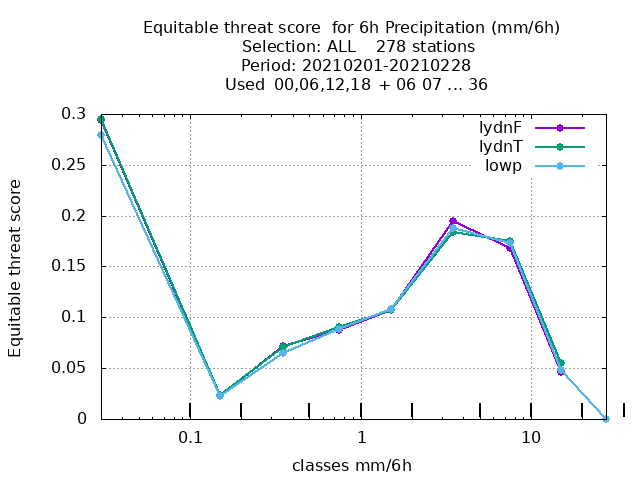 Equitable threat score  for 6h Precipitation (mm/6h)
Selection: ALL    278 stations
Period: 20210201-20210228
Used  00,06,12,18  + 06 07 ... 36
lydnF
lydnT
lowp
Equitable threat score
0.3
0.25
0.2
0.15
0.1
0.05
0
0.1
1
10
classes mm/6h